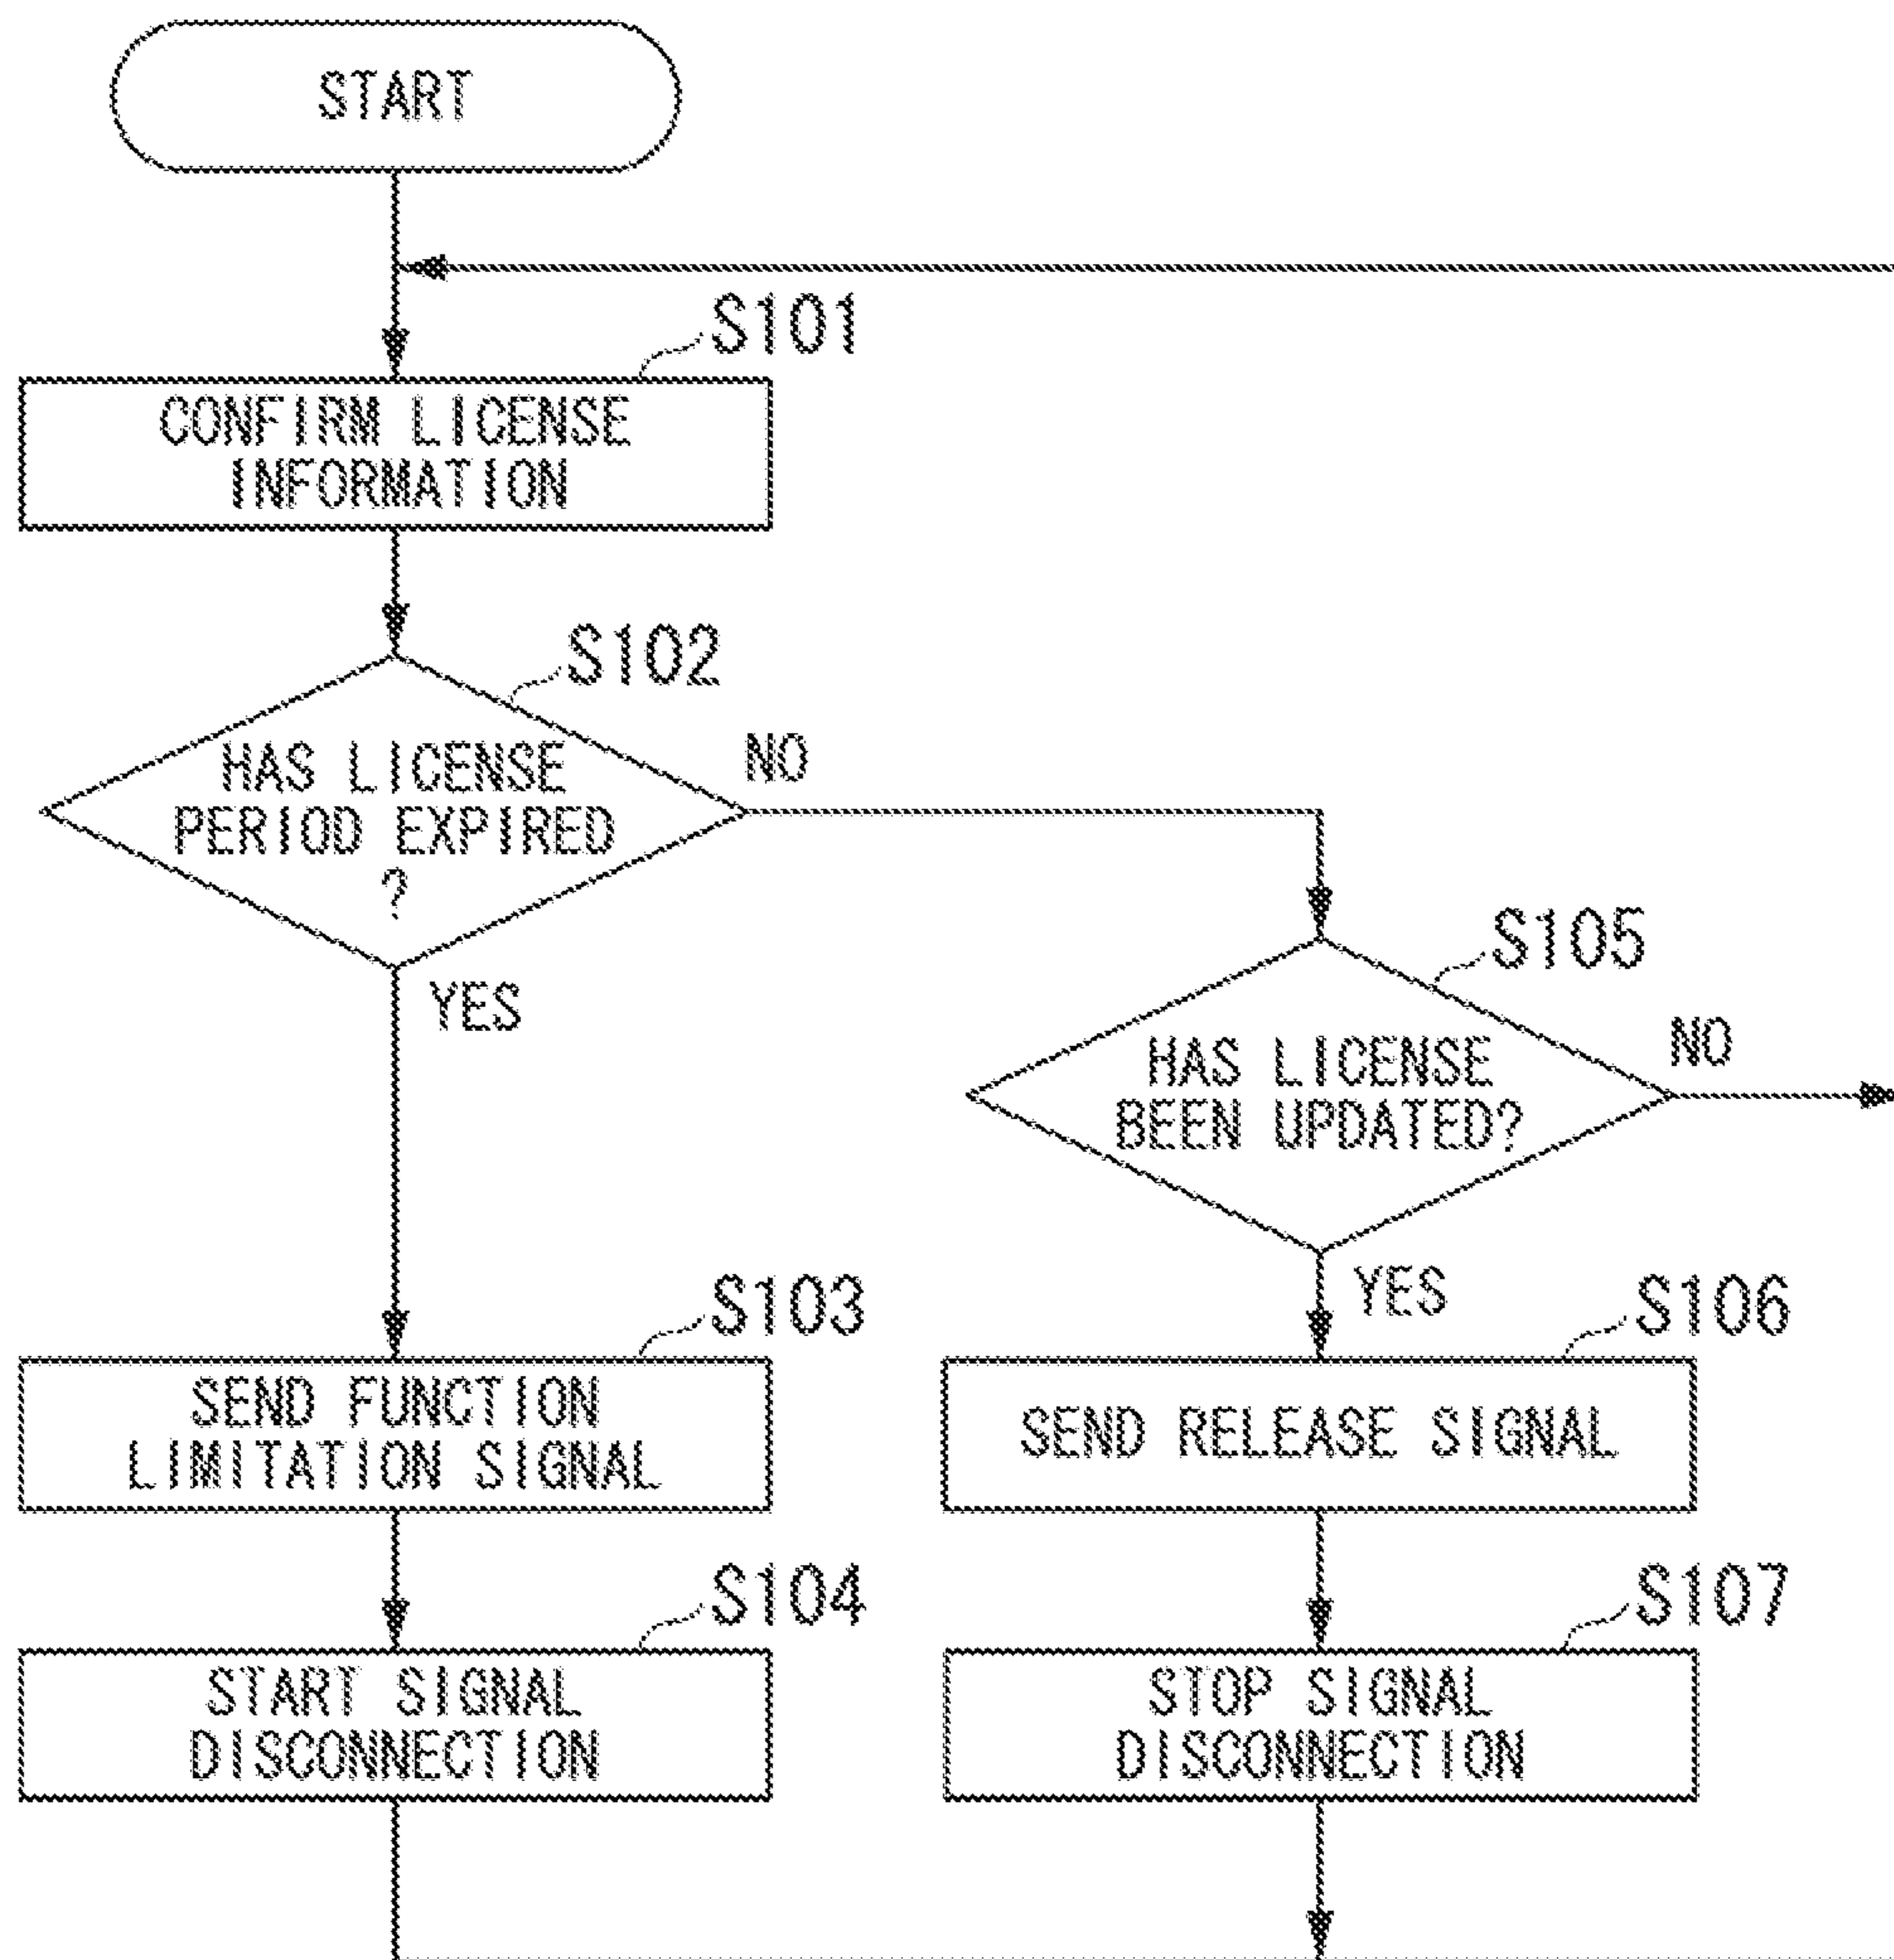 START
S101
CONFIRM LICENSE
INFORMATION
S102
HAS LICENSE
PERIOD EXPIRED
?
NO
YES
S105
HAS LICENSE
BEEN UPDATED?
NO
YES
S103
SEND FUNCTION
LIMITATION SIGNAL
S106
SEND RELEASE SIGNAL
S104
START SIGNAL
DISCONNECTION
S107
STOP SIGNAL
DISCONNECTION